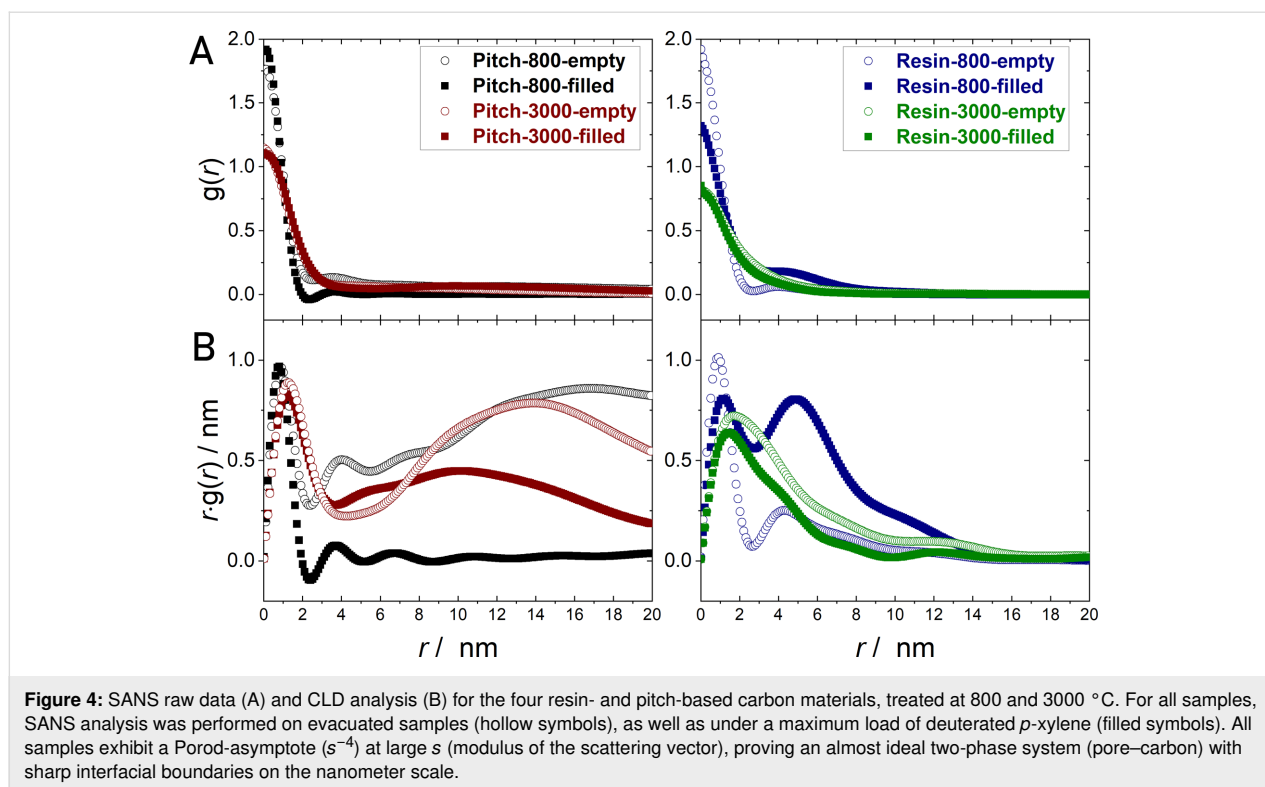 A
2.0
1.5
1.0
0.5
0.0
g(r)
Pitch-800-empty
Pitch-800-filled
Pitch-3000-empty
Pitch-3000-filled
2.0
1.5
1.0
0.5
0.0
Resin-800-empty
Resin-800-filled
Resin-3000-empty
Resin-3000-filled
B
1.0
0.5
0.0
r·g(r) / nm
0 2 4 6 8 10 12 14 16 18 20
r / nm
1.0
0.5
0.0
0 2 4 6 8 10 12 14 16 18 20
r / nm
Figure 4: SANS raw data (A) and CLD analysis (B) for the four resin- and pitch-based carbon materials, treated at 800 and 3000 °C. For all samples,
SANS analysis was performed on evacuated samples (hollow symbols), as well as under a maximum load of deuterated p-xylene (filled symbols). All
samples exhibit a Porod-asymptote (s⁻⁴) at large s (modulus of the scattering vector), proving an almost ideal two-phase system (pore–carbon) with
sharp interfacial boundaries on the nanometer scale.